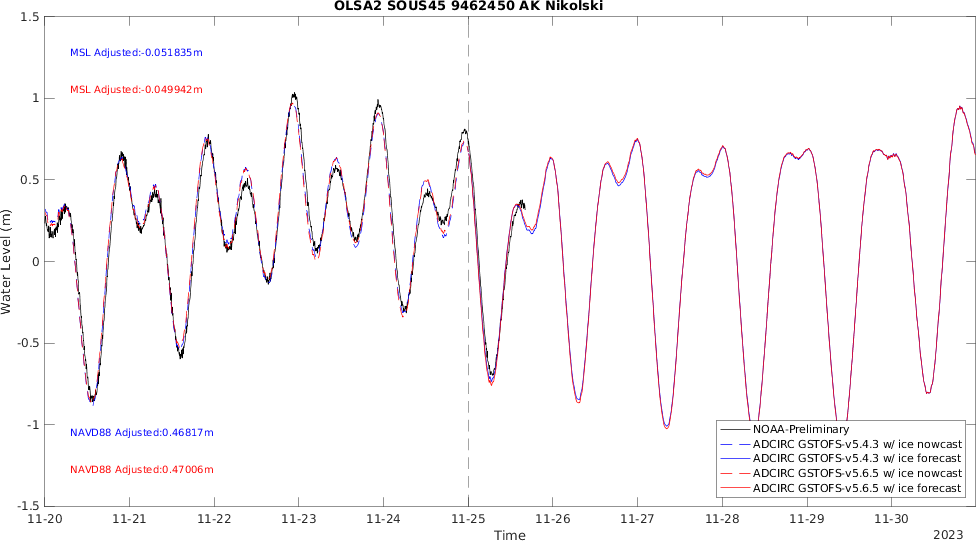 OLSA2 SOUS45 9462450 AK Nikolski
1.5
MSL Adjusted:-0.051835m
MSL Adjusted:-0.049942m
1
0.5
0
-0.5
-1
-1.5
Water Level (m)
NAVD88 Adjusted:0.46817m
NAVD88 Adjusted:0.47006m
NOAA-Preliminary
ADCIRC GSTOFS-v5.4.3 w/ ice nowcast
ADCIRC GSTOFS-v5.4.3 w/ ice forecast
ADCIRC GSTOFS-v5.6.5 w/ ice nowcast
ADCIRC GSTOFS-v5.6.5 w/ ice forecast
11-20 11-21 11-22 11-23 11-24 11-25 11-26 11-27 11-28 11-29 11-30
Time
2023